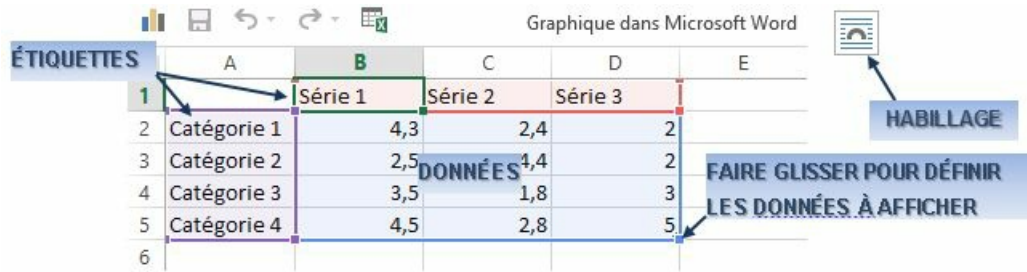 Graphique dans Microsoft Word
ÉTIQUETTES
A B C D E
1 Série 1 Série 2 Série 3
HABILLAGE
2 Catégorie 1 4,3 2,4 2
3 Catégorie 2 2,5 4,4 2
DONNÉES
4 Catégorie 3 3,5 1,8 3
5 Catégorie 4 4,5 2,8 5
6
FAIRE GLISSER POUR DÉFINIR
LES DONNÉES À AFFICHER